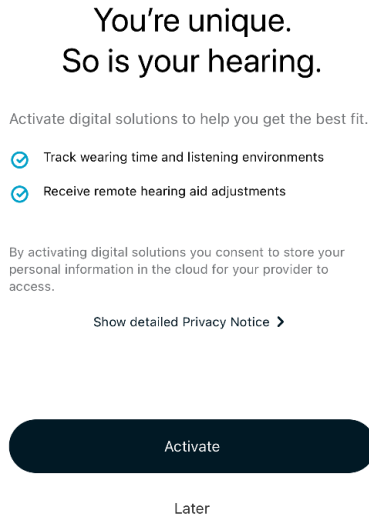 You’re unique.
So is your hearing.
Activate digital solutions to help you get the best fit.
Track wearing time and listening environments
Receive remote hearing aid adjustments
By activating digital solutions you consent to store your
personal information in the cloud for your provider to
access.
Show detailed Privacy Notice
Activate
Later